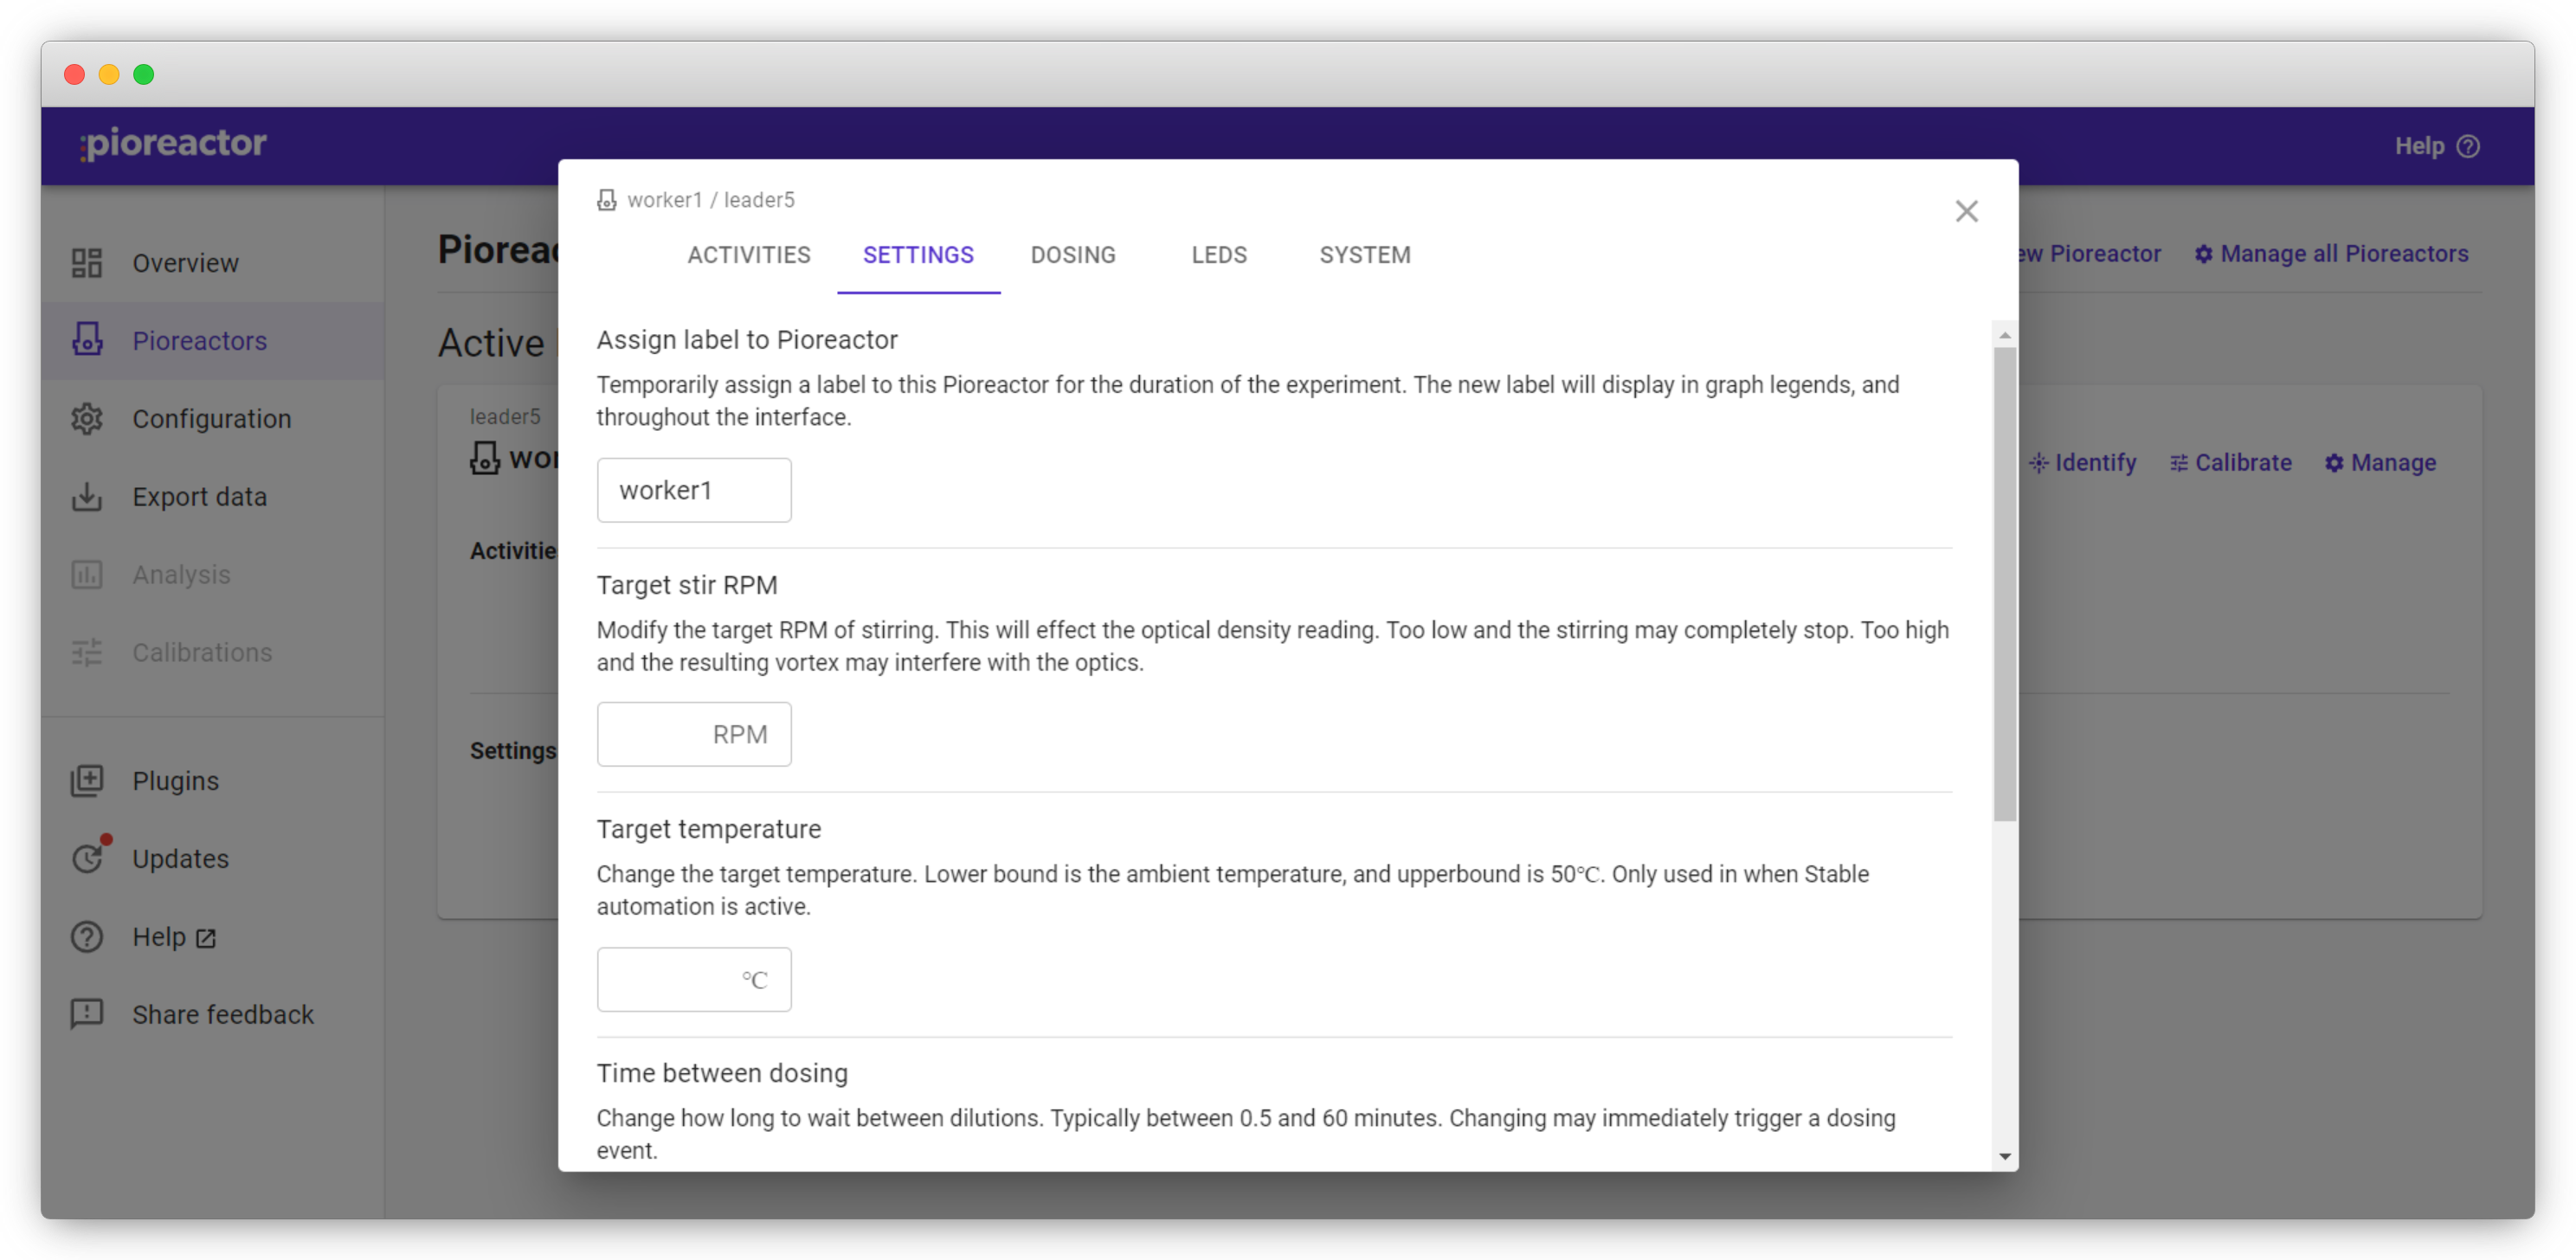 pioreactor
Help
worker1 / leader5
ACTIVITIES SETTINGS DOSING LEDS SYSTEM
Overview
Pioreactors
Configuration
Export data
Analysis
Calibrations
Plugins
Updates
Help
Share feedback
Pioreac
ew Pioreactor Manage all Pioreactors
Active
leader5
wor
Identify Calibrate Manage
Activitie
Settings
Assign label to Pioreactor
Temporarily assign a label to this Pioreactor for the duration of the experiment. The new label will display in graph legends, and
throughout the interface.
worker1
Target stir RPM
Modify the target RPM of stirring. This will effect the optical density reading. Too low and the stirring may completely stop. Too high
and the resulting vortex may interfere with the optics.
RPM
Target temperature
Change the target temperature. Lower bound is the ambient temperature, and upperbound is 50℃. Only used in when Stable
automation is active.
℃
Time between dosing
Change how long to wait between dilutions. Typically between 0.5 and 60 minutes. Changing may immediately trigger a dosing
event.